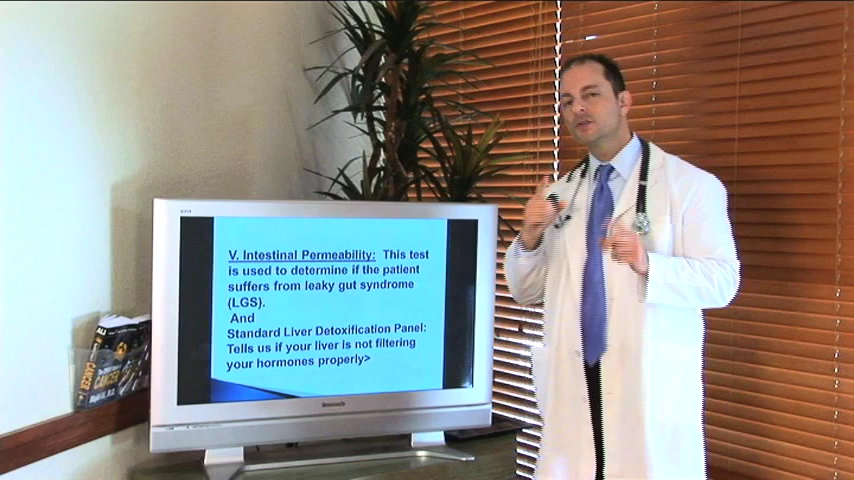 V. Intestinal Permeability: This test
is used to determine if the patient
suffers from leaky gut syndrome
(LGS).
And
Standard Liver Detoxification Panel:
Tells us if your liver is not filtering
your hormones properly>
CANCER